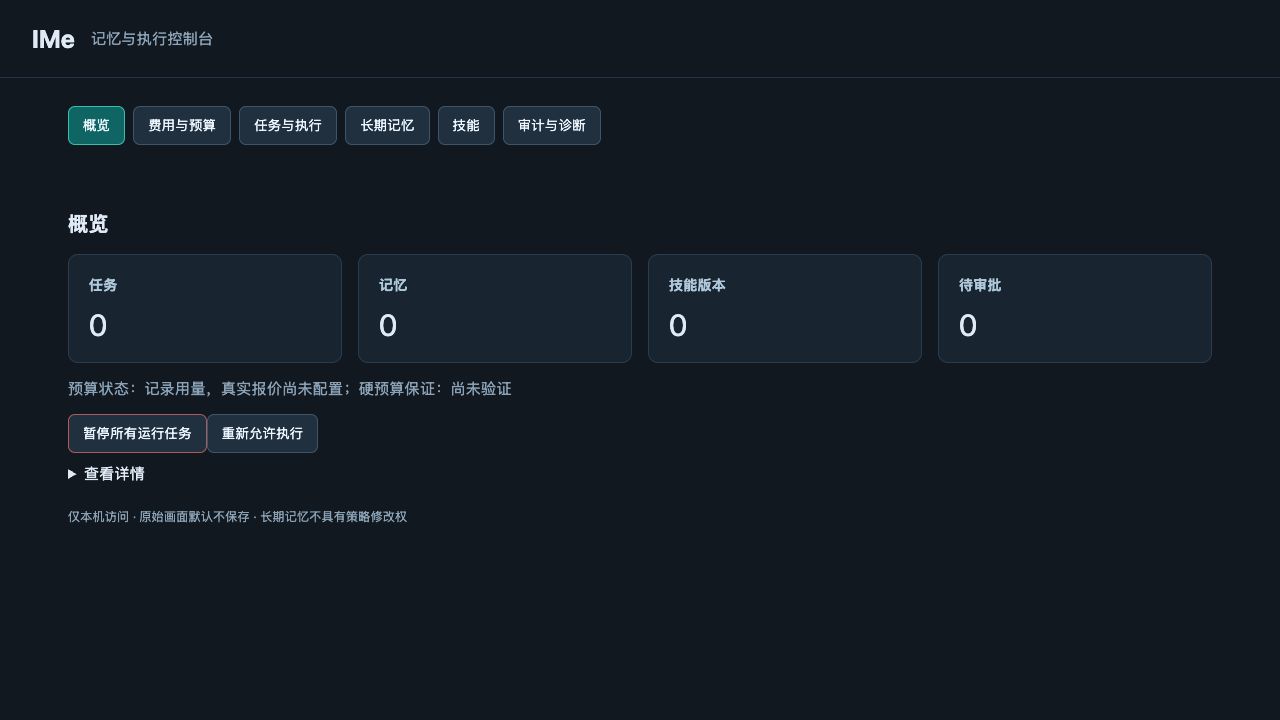 IMe 记忆与执行控制台
概览 费用与预算 任务与执行 长期记忆 技能 审计与诊断
概览
任务 记忆 技能版本 待审批
0 0 0 0
预算状态：记录用量，真实报价尚未配置；硬预算保证：尚未验证
暂停所有运行任务 重新允许执行
▶ 查看详情
仅本机访问 · 原始画面默认不保存 · 长期记忆不具有策略修改权